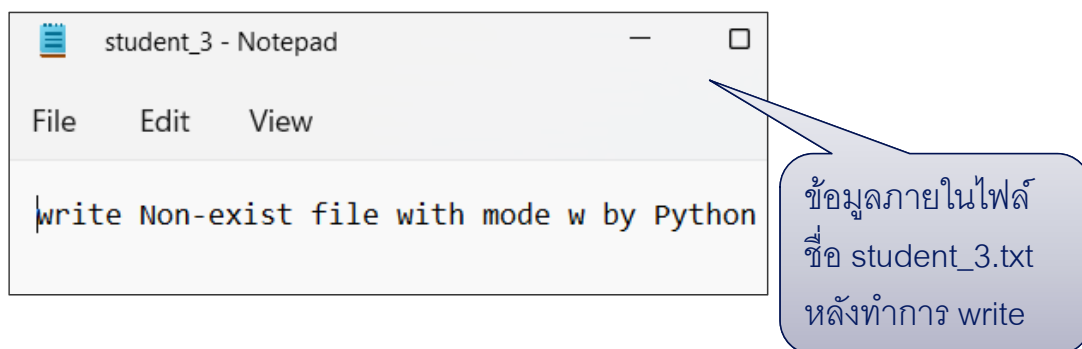 student_3 - Notepad
File Edit View
write Non-exist file with mode w by Python
ข้อมูลภายในไฟล์
ชื่อ student_3.txt
หลังทำการ write